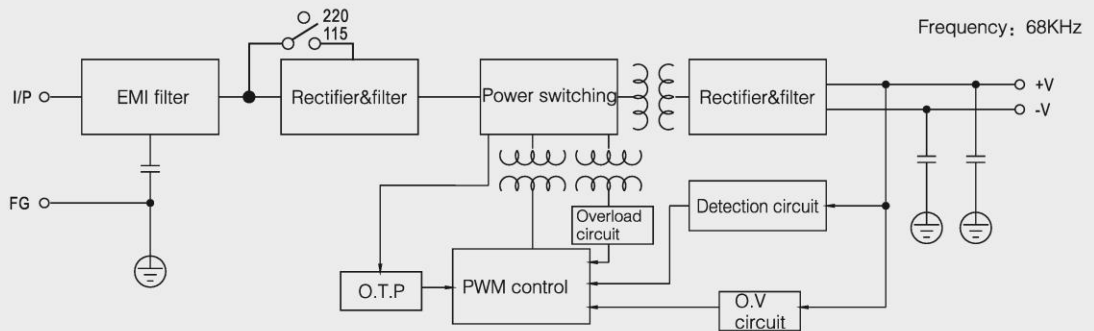 220
115
Frequency：68KHz
I/P
EMI filter
Rectifier&filter
Power switching
Rectifier&filter
+V
-V
FG
Overload
circuit
Detection circuit
O.T.P
PWM control
O.V
circuit